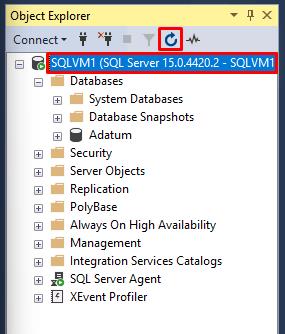 Object Explorer
Connect
SQLVM1 (SQL Server 15.0.4420.2 - SQLVM1
Databases
System Databases
Database Snapshots
Adatum
Security
Server Objects
Replication
PolyBase
Always On High Availability
Management
Integration Services Catalogs
SQL Server Agent
XEvent Profiler